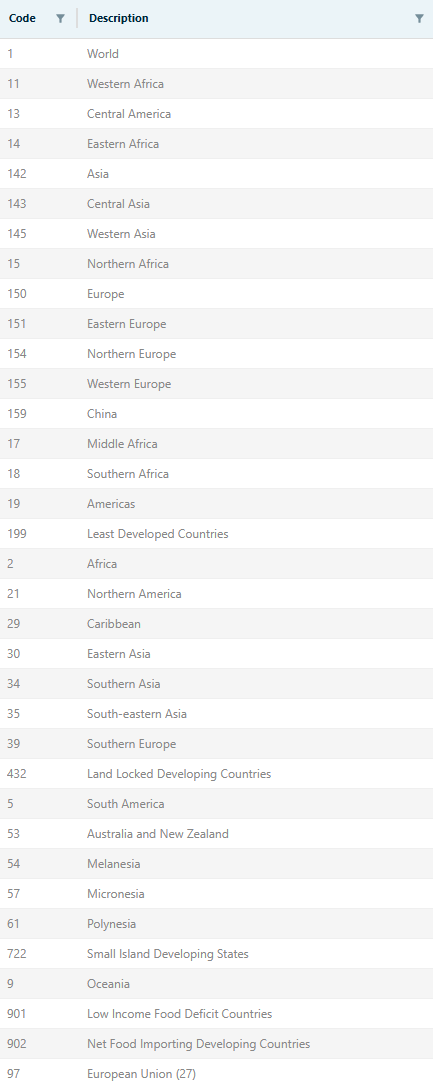 Code Description
1 World
11 Western Africa
13 Central America
14 Eastern Africa
142 Asia
143 Central Asia
145 Western Asia
15 Northern Africa
150 Europe
151 Eastern Europe
154 Northern Europe
155 Western Europe
159 China
17 Middle Africa
18 Southern Africa
19 Americas
199 Least Developed Countries
2 Africa
21 Northern America
29 Caribbean
30 Eastern Asia
34 Southern Asia
35 South-eastern Asia
39 Southern Europe
432 Land Locked Developing Countries
5 South America
53 Australia and New Zealand
54 Melanesia
57 Micronesia
61 Polynesia
722 Small Island Developing States
9 Oceania
901 Low Income Food Deficit Countries
902 Net Food Importing Developing Countries
97 European Union (27)